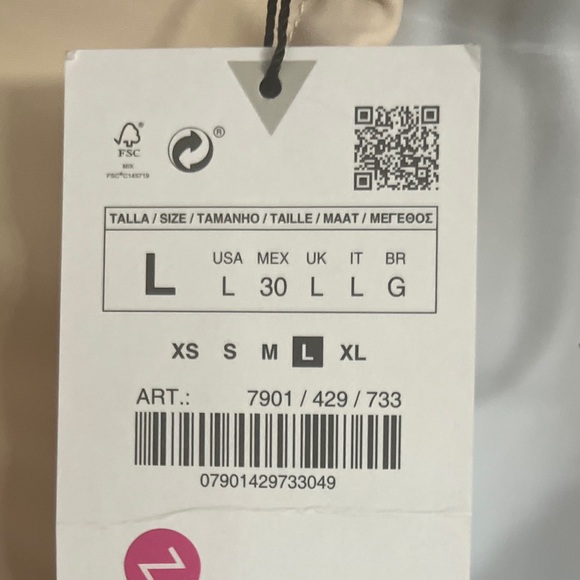 FSC®
MIX
FSC®C145719
®
TALLA / SIZE / TAMANHO / TAILLE / MAAT / ΜΕΓΕΘΟΣ
L
USA MEX UK IT BR
L 30 L L G
XS S M L XL
ART.: 7901 / 429 / 733
07901429733049
Z